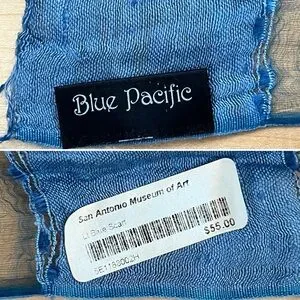 Blue Pacific
San Antonio Museum of Art
Blue Scarf
$55.00